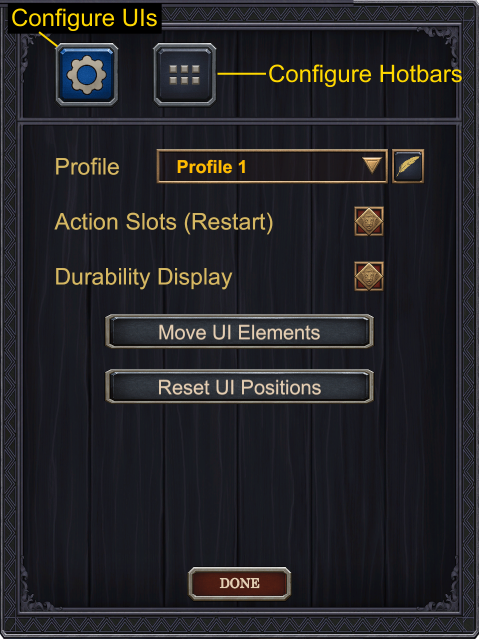 Configure UIs
Configure Hotbars
Profile
Profile 1
Action Slots (Restart)
Durability Display
Move UI Elements
Reset UI Positions
DONE